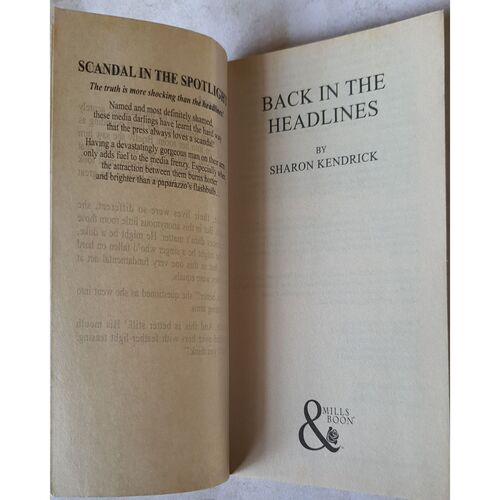 SCANDAL IN THE SPOTLIGHT
The truth is more shocking than the headlines!
Named and most definitely shamed,
these media darlings have learnt the hard way
that the press always loves a scandal!
Having a devastatingly gorgeous man on their arm
only adds fuel to the media frenzy. Especially when
the attraction between them burns hotter
and brighter than a paparazzo's flashbulb…
BACK IN THE
HEADLINES
BY
SHARON KENDRICK
&
MILLS
BOON